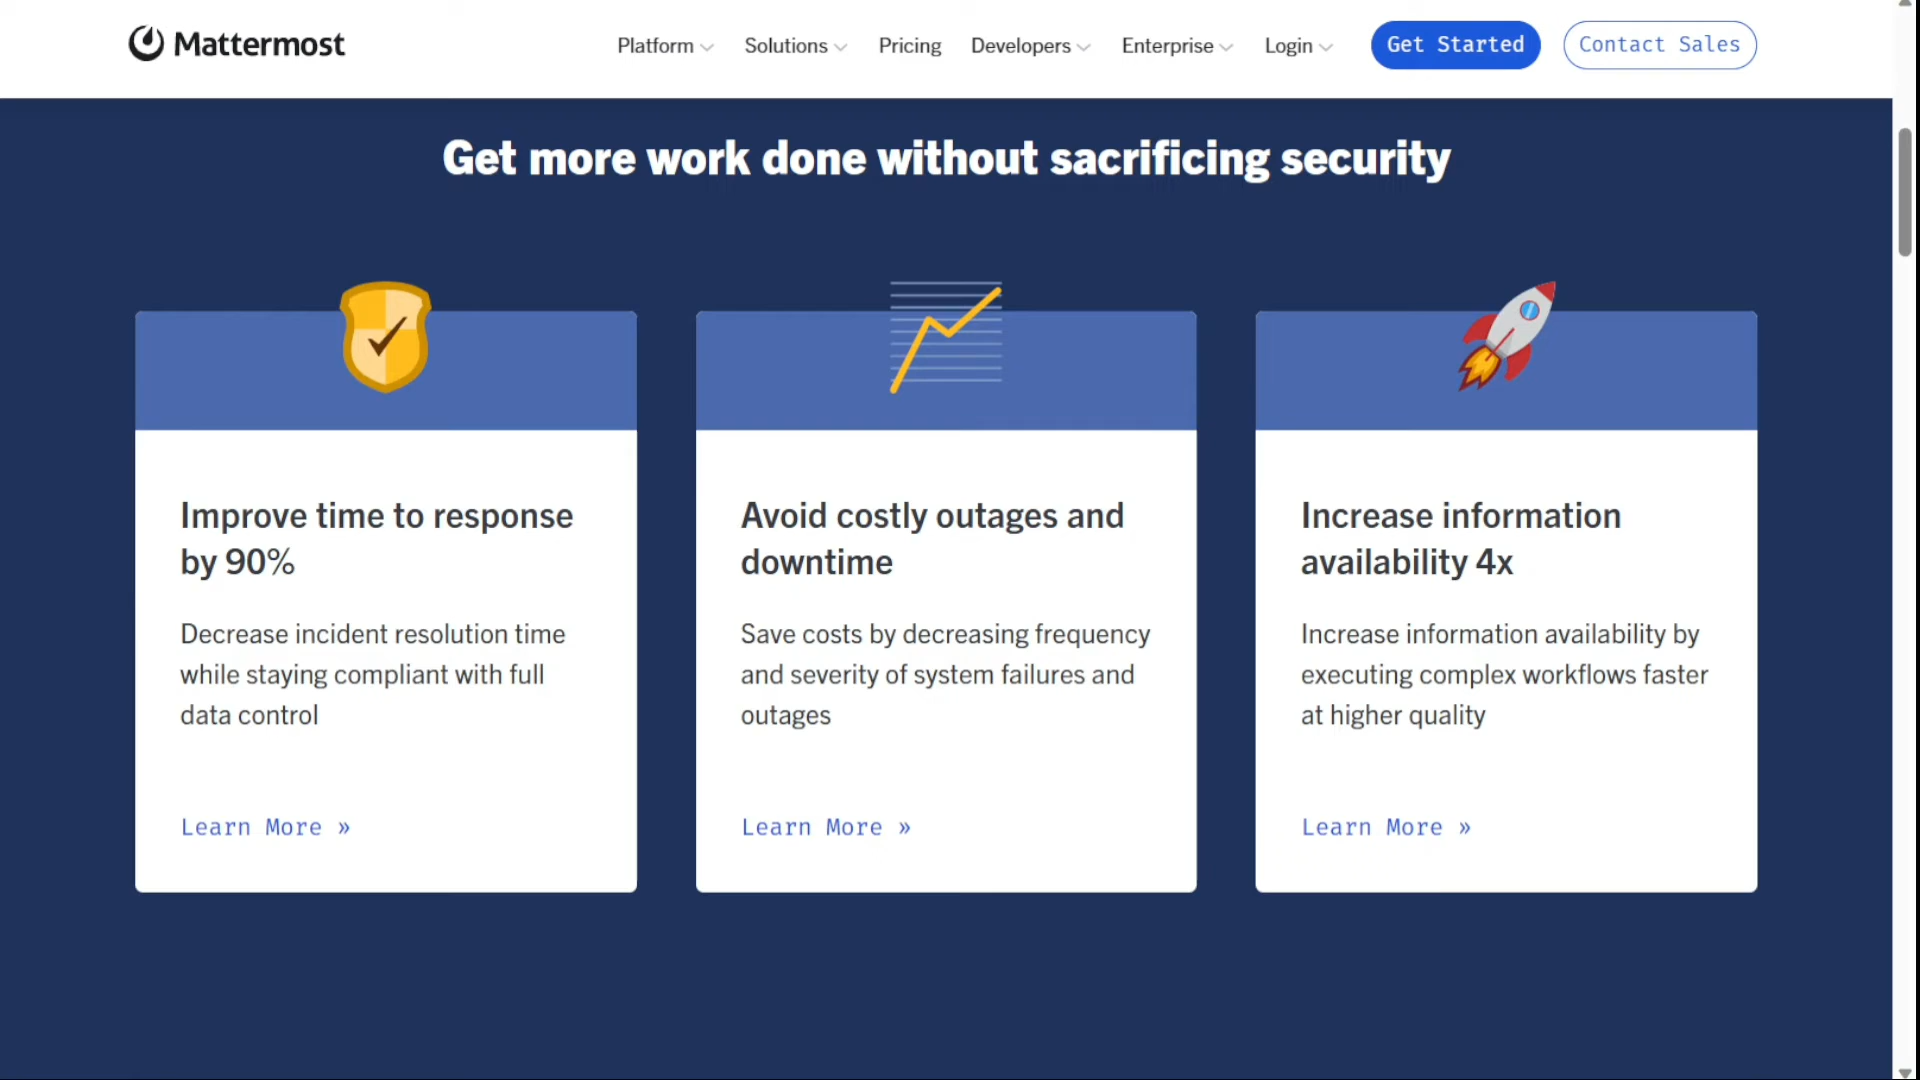 Mattermost
Platform
Solutions
Pricing
Developers
Enterprise
Login
Get Started
Contact Sales
Get more work done without sacrificing security
Improve time to response
by 90%
Decrease incident resolution time
while staying compliant with full
data control
Learn More »
Avoid costly outages and
downtime
Save costs by decreasing frequency
and severity of system failures and
outages
Learn More »
Increase information
availability 4x
Increase information availability by
executing complex workflows faster
at higher quality
Learn More »